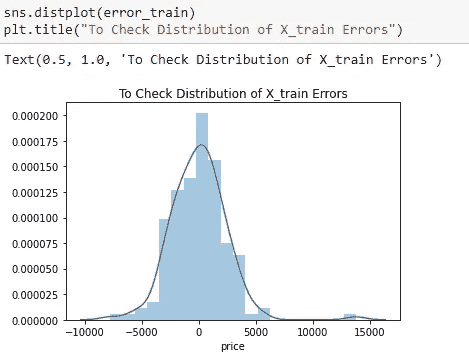 sns.distplot(error_train)
plt.title("To Check Distribution of X_train Errors")
Text(0.5, 1.0, 'To Check Distribution of X_train Errors')
To Check Distribution of X_train Errors
0.000200
0.000175
0.000150
0.000125
0.000100
0.000075
0.000050
0.000025
0.000000
−10000 −5000 0 5000 10000 15000
price